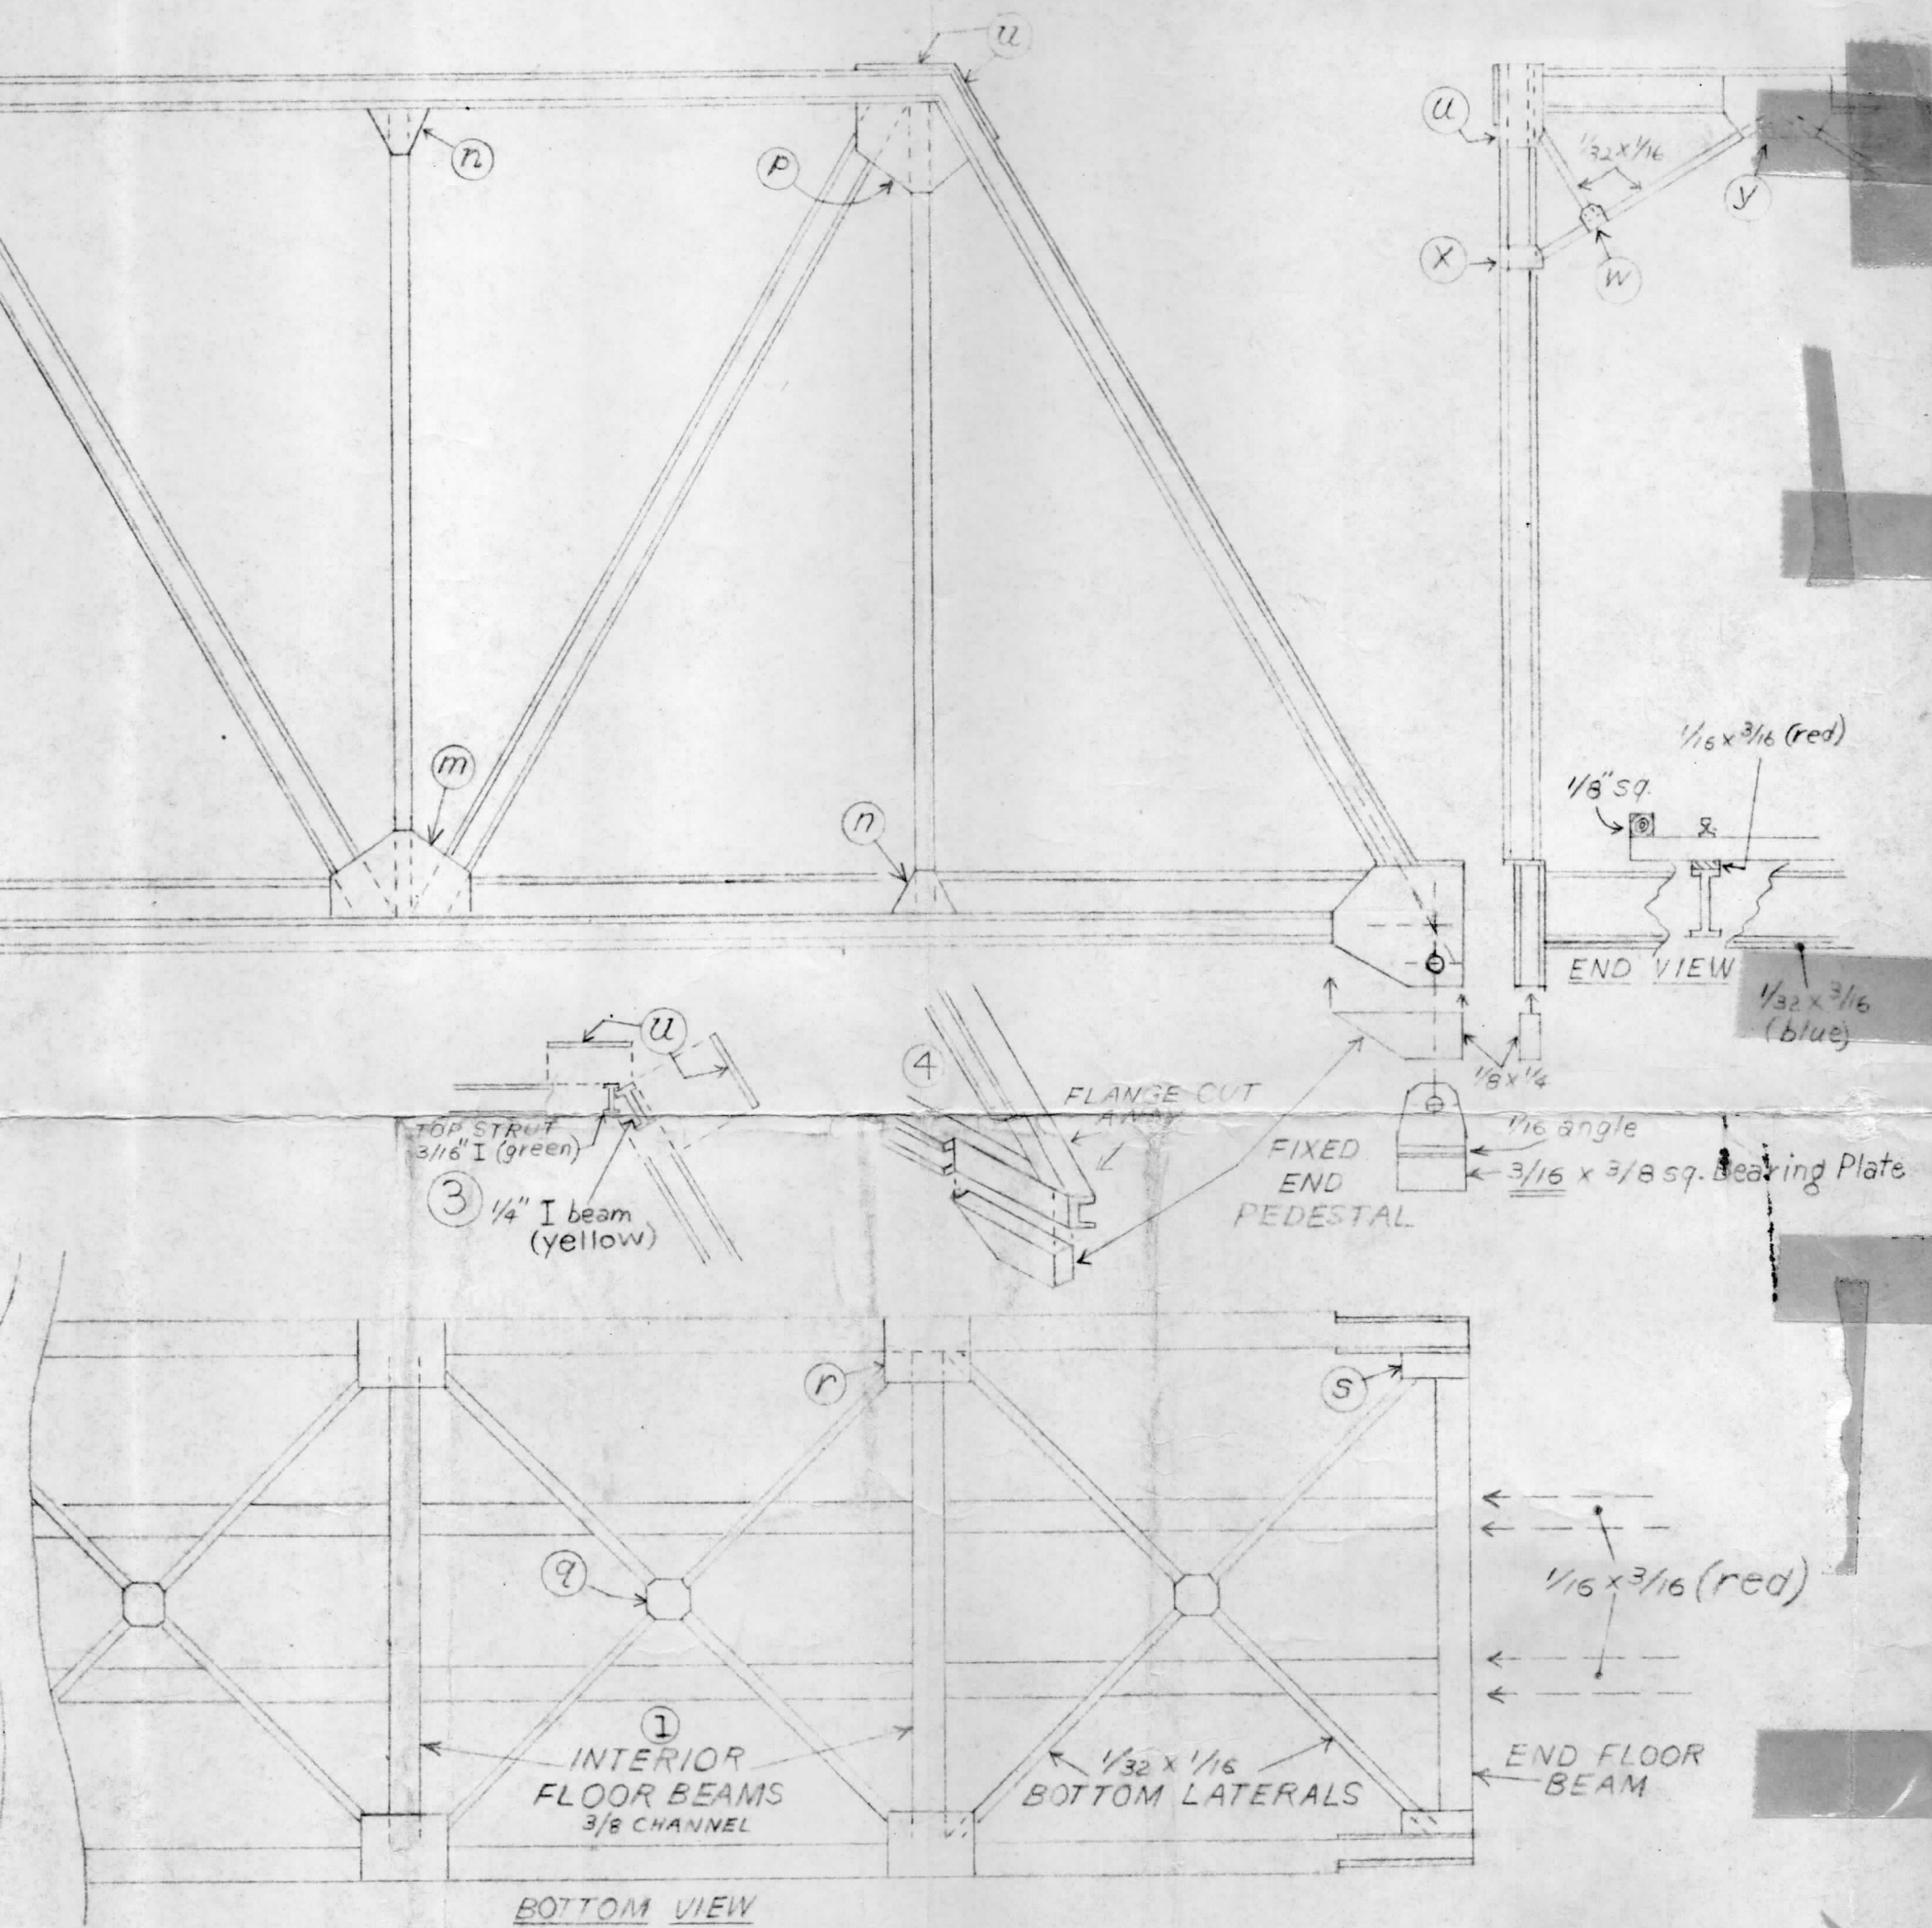 u
n
p
u
1/32 x 1/16
y
x
w
m
n
1/16 x 3/16 (red)
1/8" sq.
END VIEW
1/32 x 3/16
(blue)
u
TOP STRUT
3/16" I (green)
3
1/4" I beam
(yellow)
4
FLANGE CUT
AWAY
1/8 x 1/4
FIXED
END
PEDESTAL
1/16 angle
3/16 x 3/8 sq. Bearing Plate
r
s
q
1/16 x 3/16 (red)
1
INTERIOR
FLOOR BEAMS
3/8 CHANNEL
1/32 x 1/16
BOTTOM LATERALS
END FLOOR
BEAM
BOTTOM VIEW